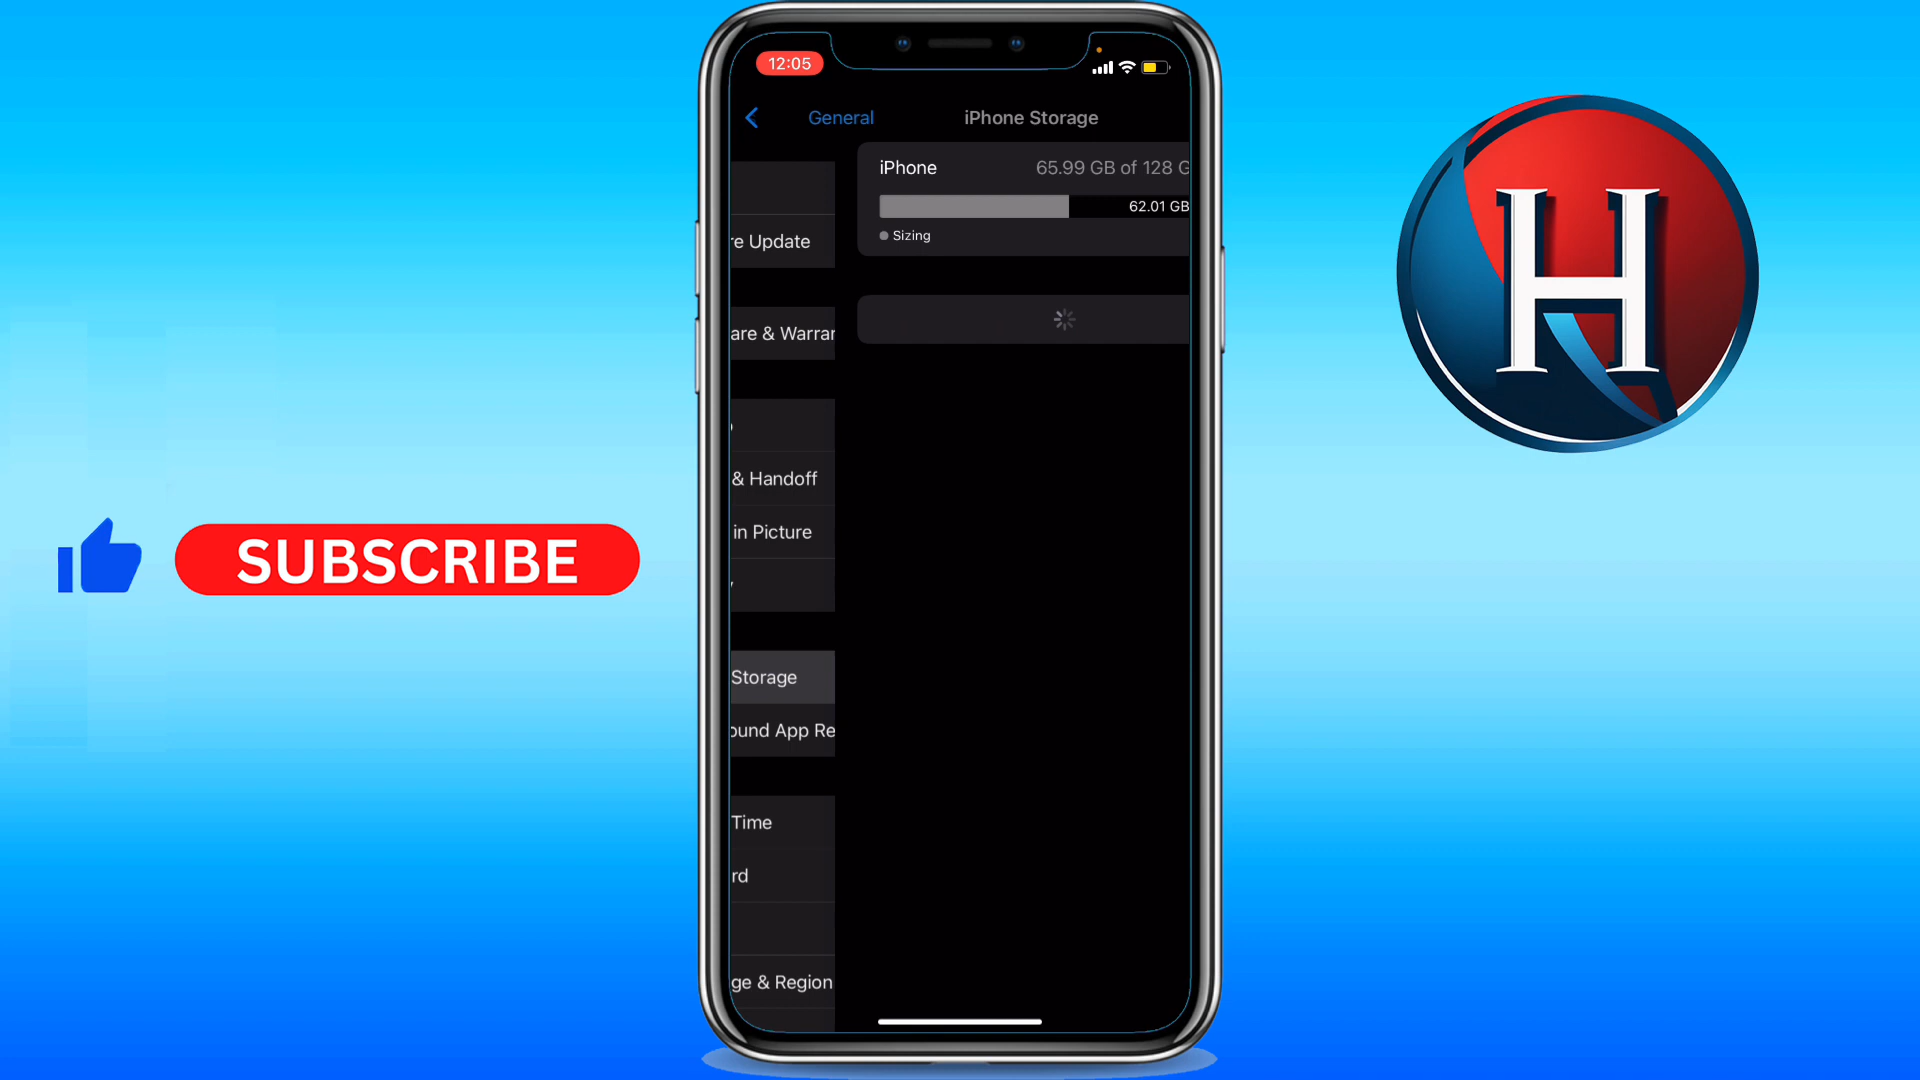 12:05
General
iPhone Storage
iPhone
65.99 GB of 128 G
62.01 GB
Sizing
re Update
are & Warrar
& Handoff
in Picture
Storage
ound App Re
Time
rd
ge & Region
SUBSCRIBE
H